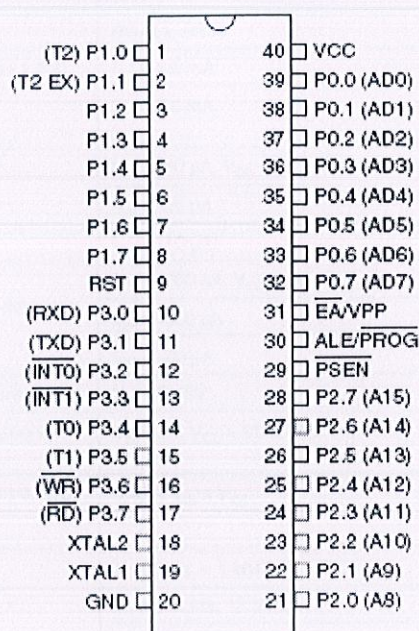 (T2) P1.0 1 40 VCC
(T2 EX) P1.1 2 39 P0.0 (AD0)
P1.2 3 38 P0.1 (AD1)
P1.3 4 37 P0.2 (AD2)
P1.4 5 36 P0.3 (AD3)
P1.5 6 35 P0.4 (AD4)
P1.6 7 34 P0.5 (AD5)
P1.7 8 33 P0.6 (AD6)
RST 9 32 P0.7 (AD7)
(RXD) P3.0 10 31 E̅A̅/VPP
(TXD) P3.1 11 30 ALE/P̅R̅O̅G̅
(I̅N̅T̅0̅) P3.2 12 29 P̅S̅E̅N̅
(I̅N̅T̅1̅) P3.3 13 28 P2.7 (A15)
(T0) P3.4 14 27 P2.6 (A14)
(T1) P3.5 15 26 P2.5 (A13)
(W̅R̅) P3.6 16 25 P2.4 (A12)
(R̅D̅) P3.7 17 24 P2.3 (A11)
XTAL2 18 23 P2.2 (A10)
XTAL1 19 22 P2.1 (A9)
GND 20 21 P2.0 (A8)